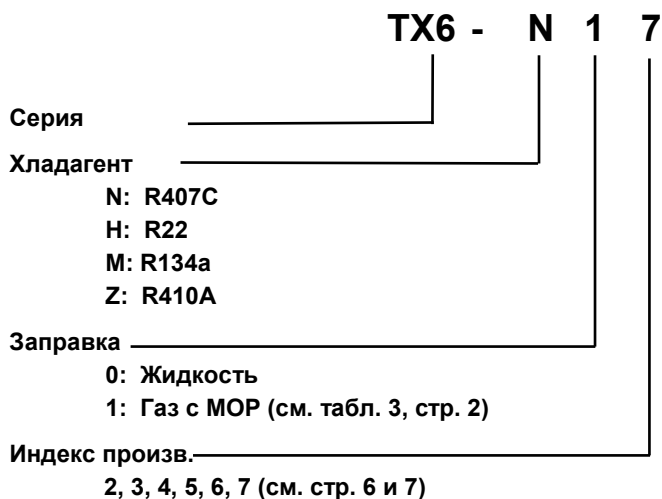 TX6 - N 1 7
Серия
Хладагент
N: R407C
H: R22
M: R134a
Z: R410A
Заправка
0: Жидкость
1: Газ с МОР (см. табл. 3, стр. 2)
Индекс произв.
2, 3, 4, 5, 6, 7 (см. стр. 6 и 7)